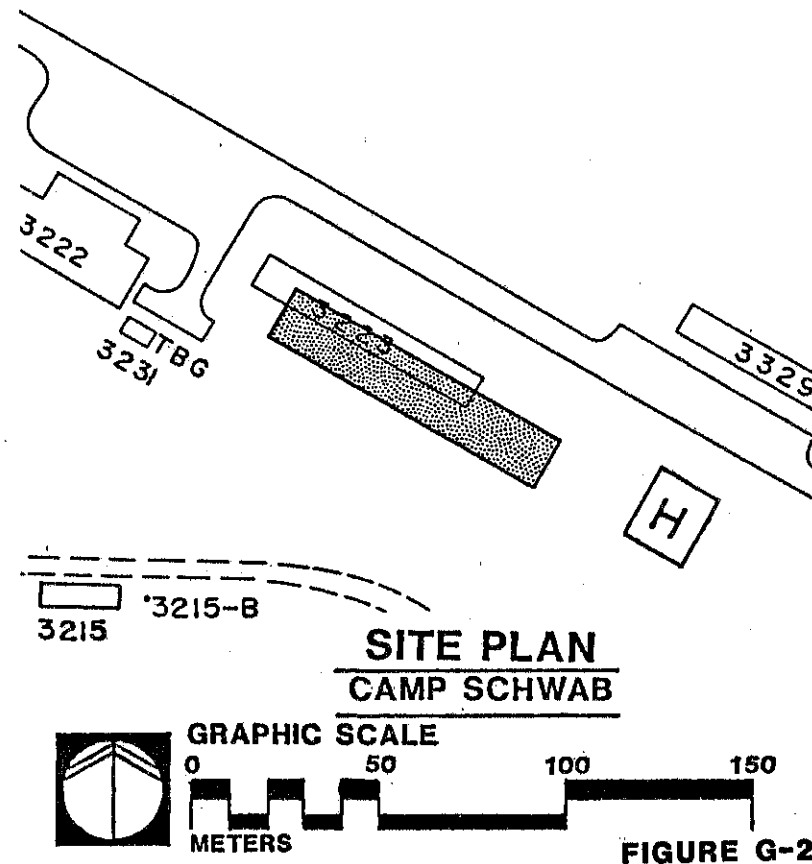 3222
3223
3329
TBG
3231
H
3215-B
3215
SITE PLAN
CAMP SCHWAB
GRAPHIC SCALE
0 50 100 150
METERS
FIGURE G-2